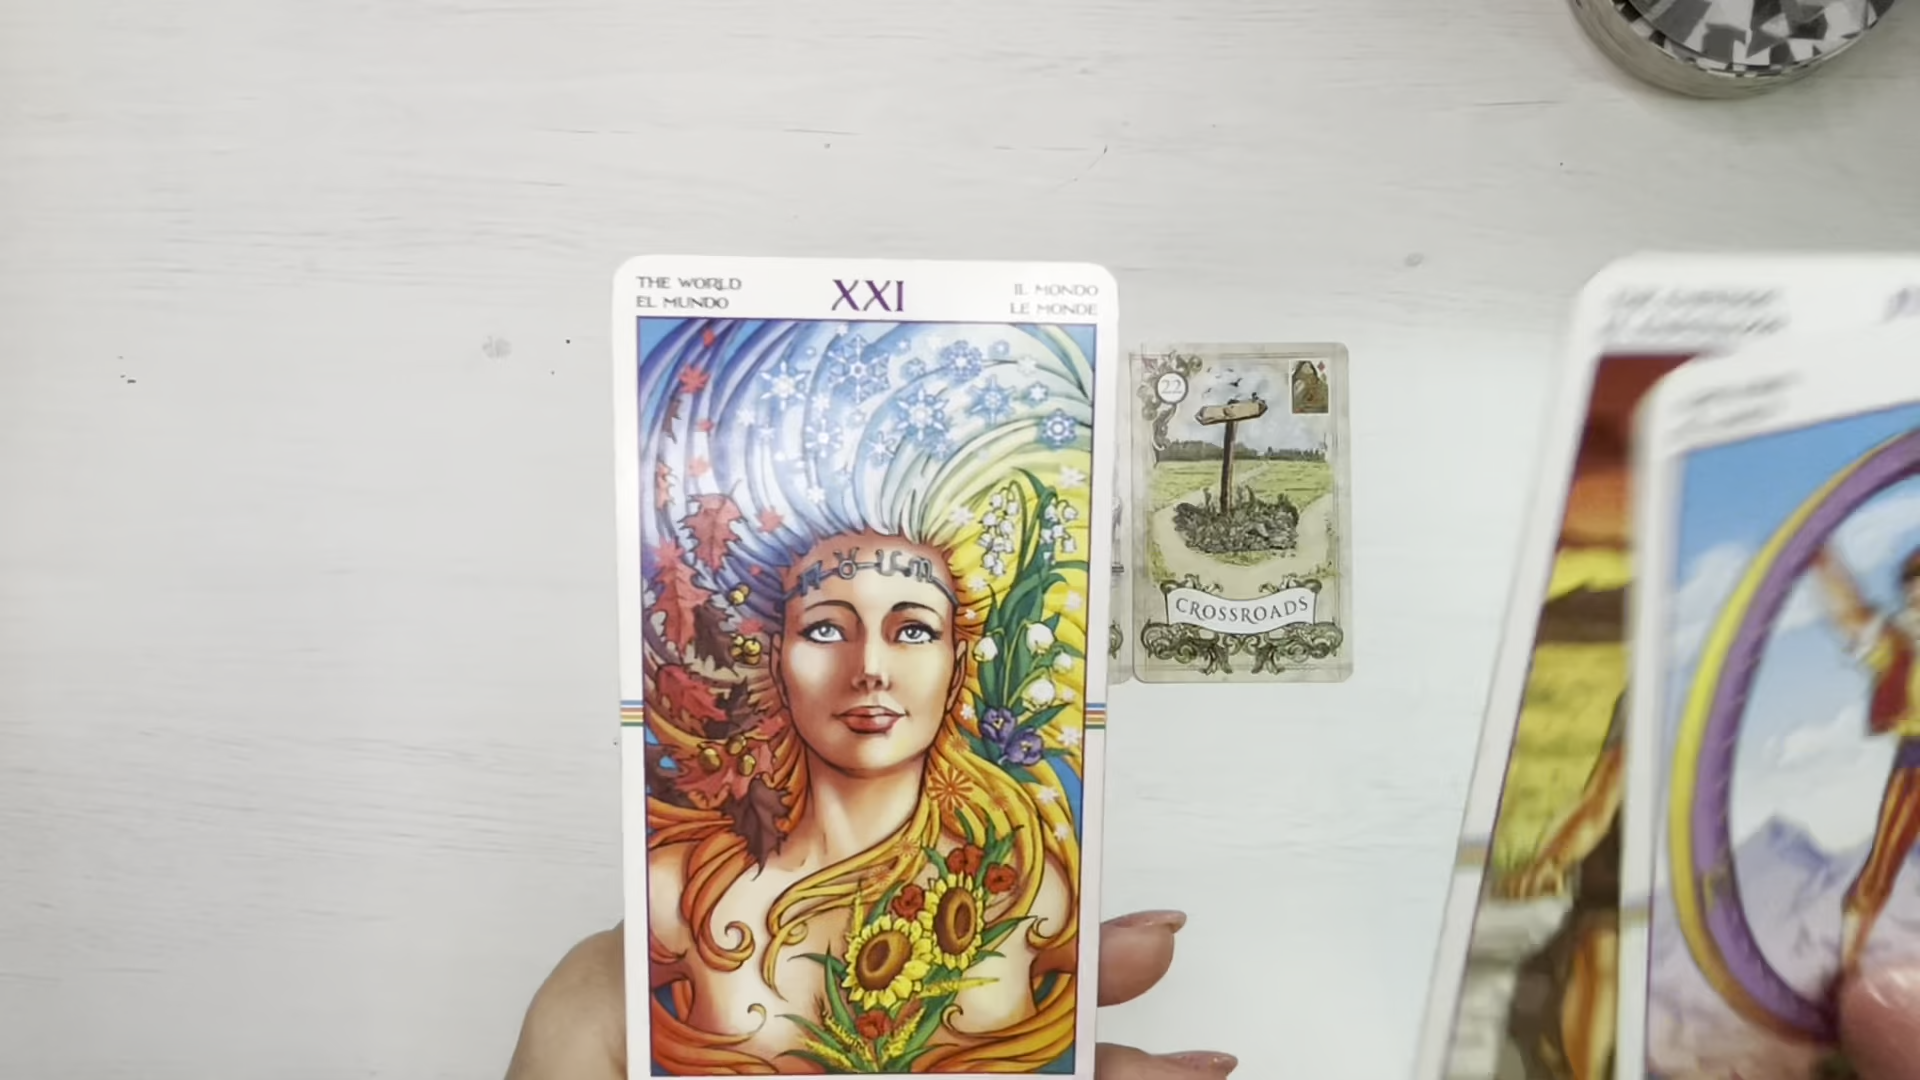 THE WORLD
EL MUNDO
XXI
IL MONDO
LE MONDE
22
CROSSROADS